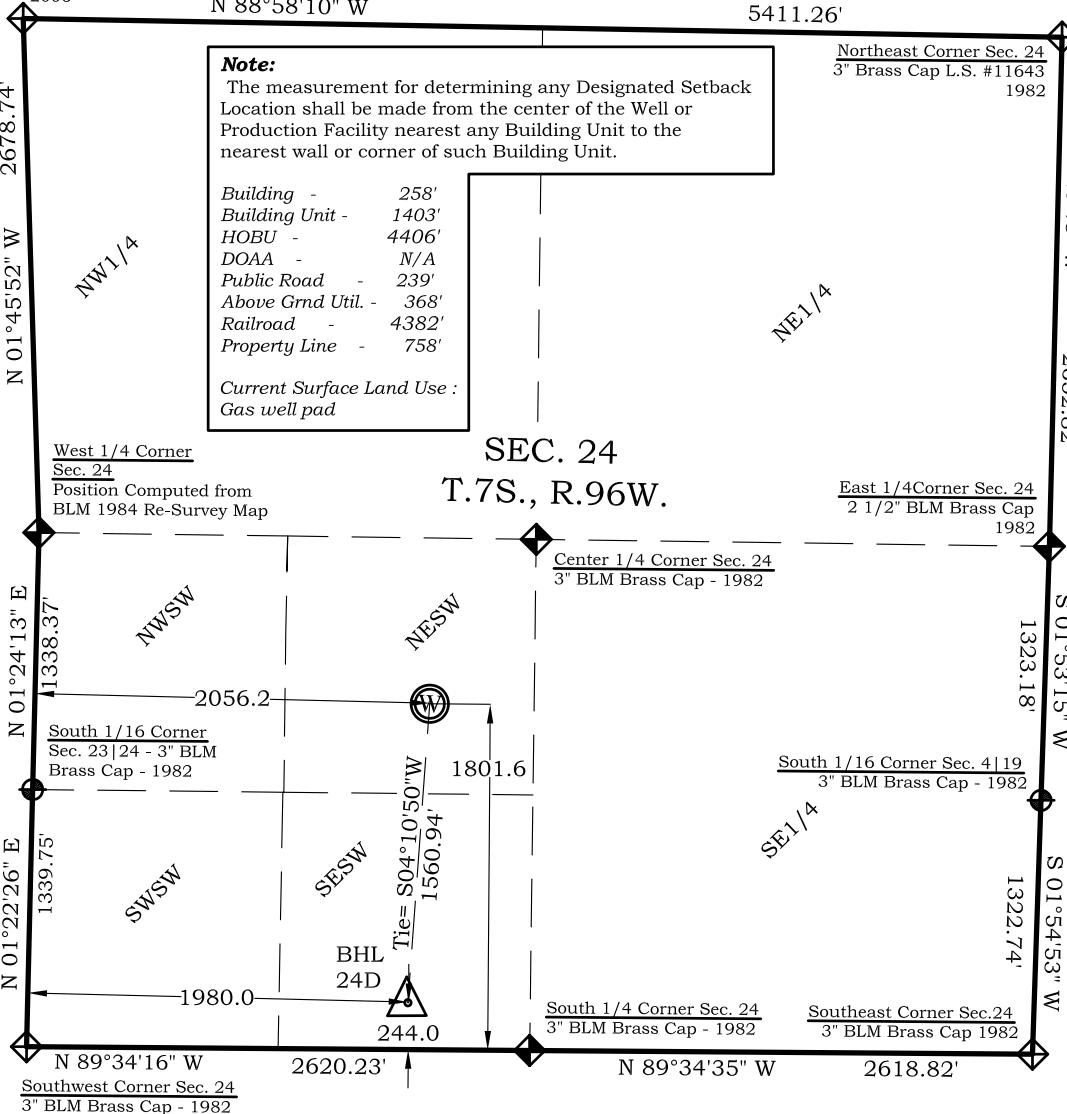 N 88°58'10" W
5411.26'
Northeast Corner Sec. 24
3" Brass Cap L.S. #11643
1982
Note:
The measurement for determining any Designated Setback
Location shall be made from the center of the Well or
Production Facility nearest any Building Unit to the
nearest wall or corner of such Building Unit.
Building - 258'
Building Unit - 1403'
HOBU - 4406'
DOAA - N/A
Public Road - 239'
Above Grnd Util. - 368'
Railroad - 4382'
Property Line - 758'
Current Surface Land Use :
Gas well pad
2678.74'
N 01°45'52" W
NW1/4
NE1/4
SEC. 24
T.7S., R.96W.
West 1/4 Corner
Sec. 24
Position Computed from
BLM 1984 Re-Survey Map
East 1/4Corner Sec. 24
2 1/2" BLM Brass Cap
1982
Center 1/4 Corner Sec. 24
3" BLM Brass Cap - 1982
NWSW
NESW
N 01°24'13" E
1338.37'
1323.18'
S 01°53'15" W
2056.2
W
South 1/16 Corner
Sec. 23|24 - 3" BLM
Brass Cap - 1982
1801.6
South 1/16 Corner Sec. 4|19
3" BLM Brass Cap - 1982
Tie= S04°10'50"W
1560.94'
SWSW
SESW
SE1/4
N 01°22'26" E
1339.75'
1322.74'
S 01°54'53" W
BHL
24D
1980.0
244.0
South 1/4 Corner Sec. 24
3" BLM Brass Cap - 1982
Southeast Corner Sec.24
3" BLM Brass Cap 1982
N 89°34'16" W
2620.23'
N 89°34'35" W
2618.82'
Southwest Corner Sec. 24
3" BLM Brass Cap - 1982